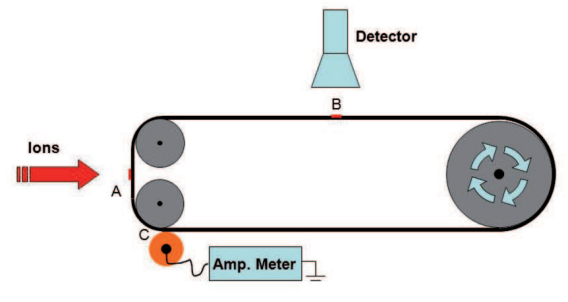 Detector
B
Ions
A
C
Amp. Meter